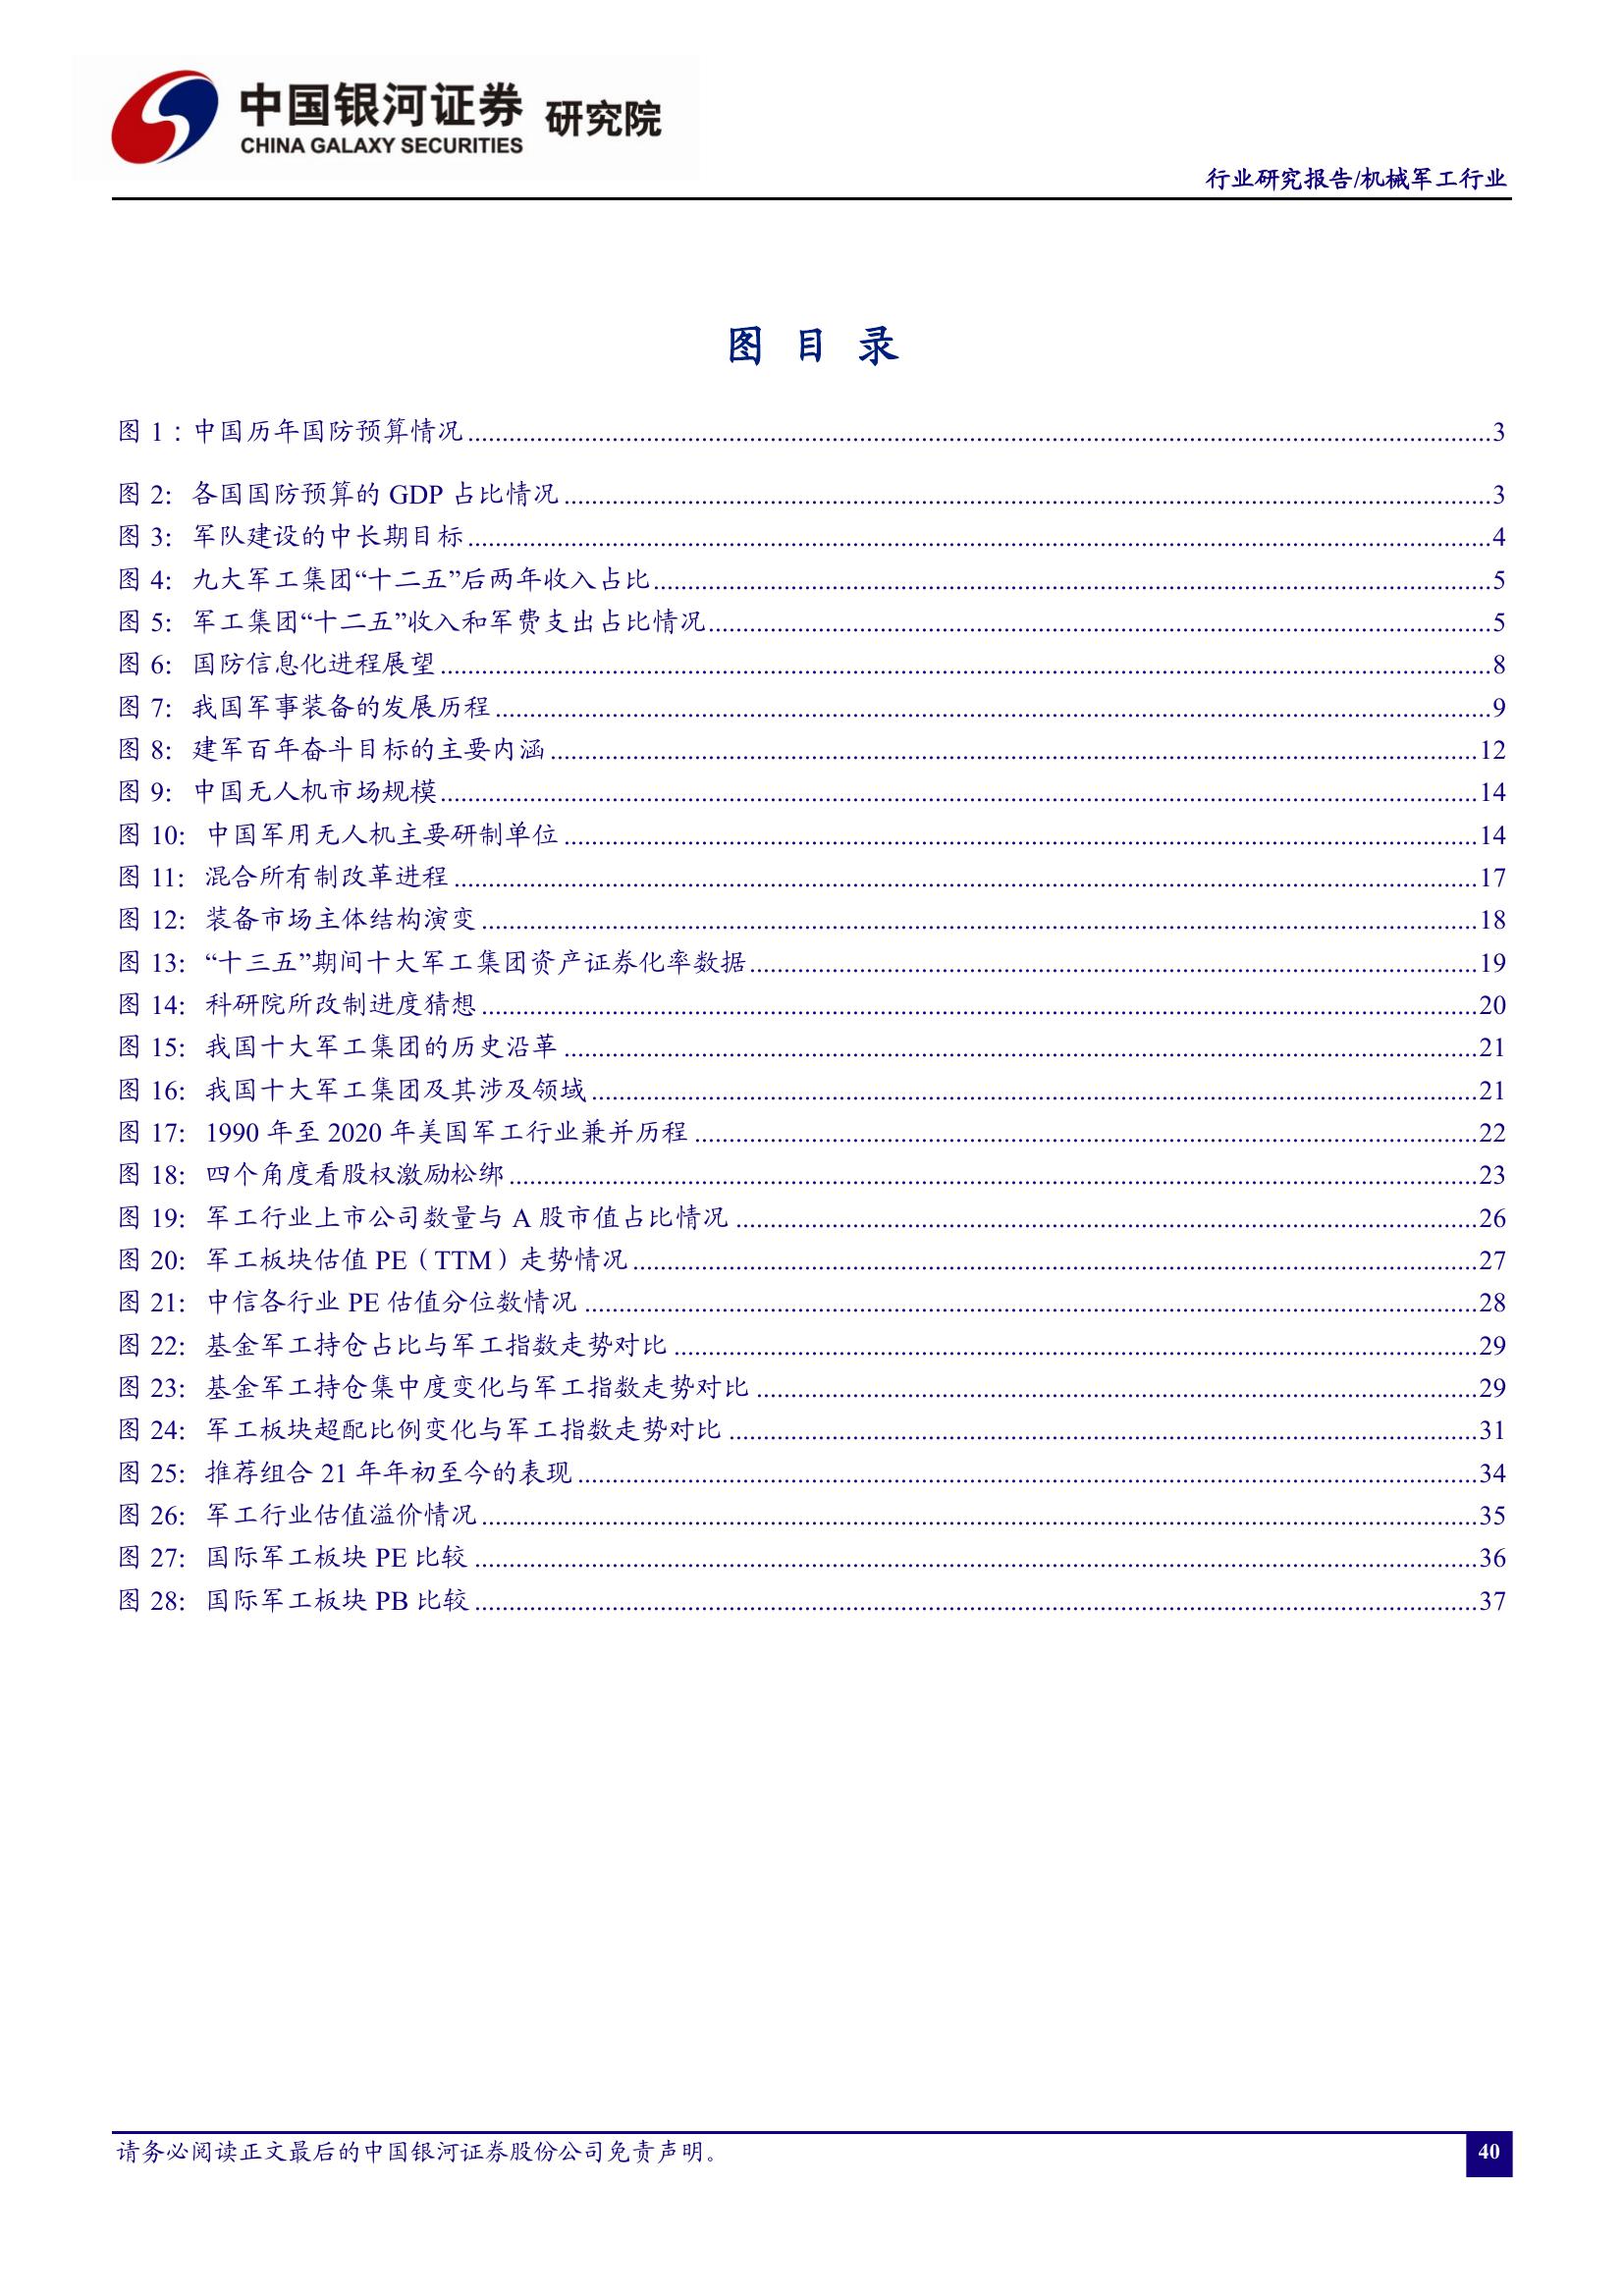 中国银河证券 研究院
CHINA GALAXY SECURITIES
行业研究报告/机械军工行业
图 目 录
图 1：中国历年国防预算情况 3
图 2: 各国国防预算的 GDP 占比情况 3
图 3: 军队建设的中长期目标 4
图 4: 九大军工集团“十二五”后两年收入占比 5
图 5: 军工集团“十二五”收入和军费支出占比情况 5
图 6: 国防信息化进程展望 8
图 7: 我国军事装备的发展历程 9
图 8: 建军百年奋斗目标的主要内涵 12
图 9: 中国无人机市场规模 14
图 10: 中国军用无人机主要研制单位 14
图 11: 混合所有制改革进程 17
图 12: 装备市场主体结构演变 18
图 13: “十三五”期间十大军工集团资产证券化率数据 19
图 14: 科研院所改制进度猜想 20
图 15: 我国十大军工集团的历史沿革 21
图 16: 我国十大军工集团及其涉及领域 21
图 17: 1990 年至 2020 年美国军工行业兼并历程 22
图 18: 四个角度看股权激励松绑 23
图 19: 军工行业上市公司数量与 A 股市值占比情况 26
图 20: 军工板块估值 PE（TTM）走势情况 27
图 21: 中信各行业 PE 估值分位数情况 28
图 22: 基金军工持仓占比与军工指数走势对比 29
图 23: 基金军工持仓集中度变化与军工指数走势对比 29
图 24: 军工板块超配比例变化与军工指数走势对比 31
图 25: 推荐组合 21 年年初至今的表现 34
图 26: 军工行业估值溢价情况 35
图 27: 国际军工板块 PE 比较 36
图 28: 国际军工板块 PB 比较 37
请务必阅读正文最后的中国银河证券股份公司免责声明。
40